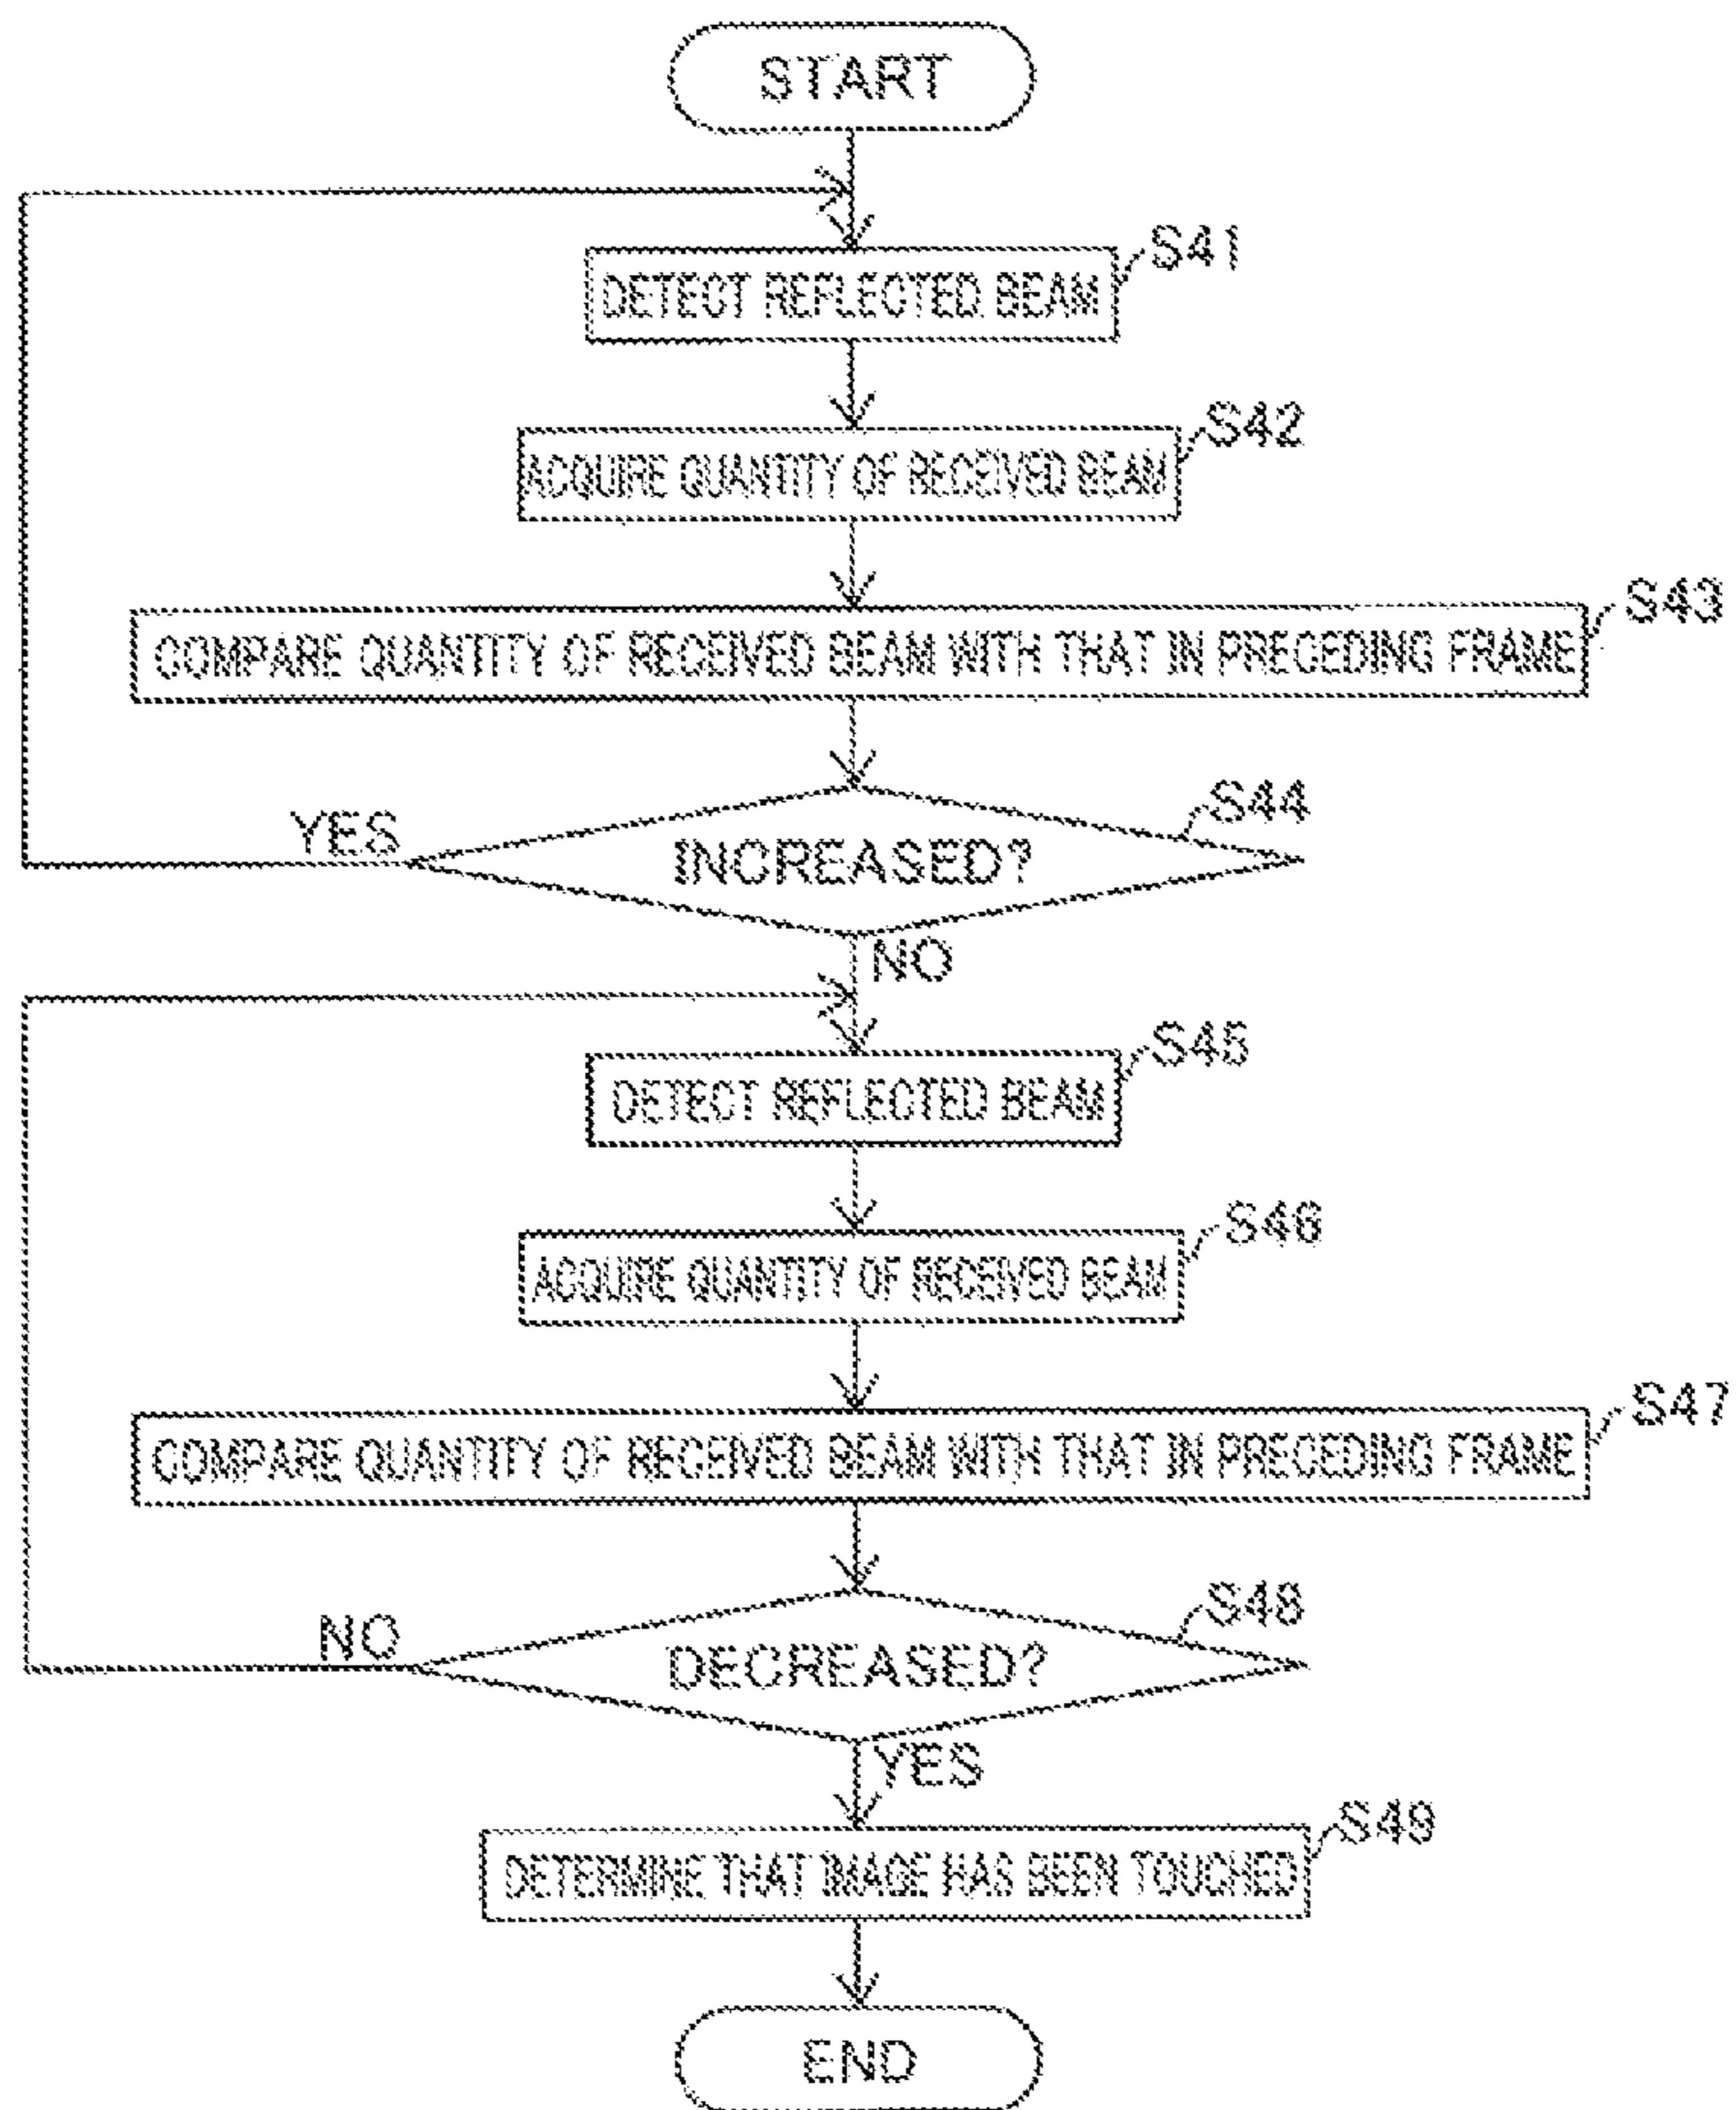 START
DETECT REFLECTED BEAM
S41
ACQUIRE QUANTITY OF RECEIVED BEAM
S42
COMPARE QUANTITY OF RECEIVED BEAM WITH THAT IN PRECEDING FRAME
S43
INCREASED?
S44
YES
NO
DETECT REFLECTED BEAM
S45
ACQUIRE QUANTITY OF RECEIVED BEAM
S46
COMPARE QUANTITY OF RECEIVED BEAM WITH THAT IN PRECEDING FRAME
S47
DECREASED?
S48
NO
YES
DETERMINE THAT IMAGE HAS BEEN TOUCHED
S49
END